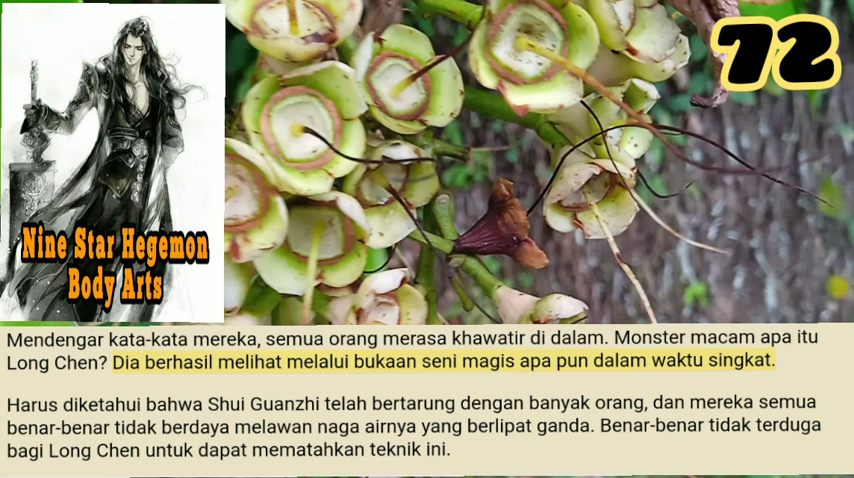 72
Nine Star Hegemon
Body Arts
Mendengar kata-kata mereka, semua orang merasa khawatir di dalam. Monster macam apa itu
Long Chen? Dia berhasil melihat melalui bukaan seni magis apa pun dalam waktu singkat.
Harus diketahui bahwa Shui Guanzhi telah bertarung dengan banyak orang, dan mereka semua
benar-benar tidak berdaya melawan naga airnya yang berlipat ganda. Benar-benar tidak terduga
bagi Long Chen untuk dapat mematahkan teknik ini.